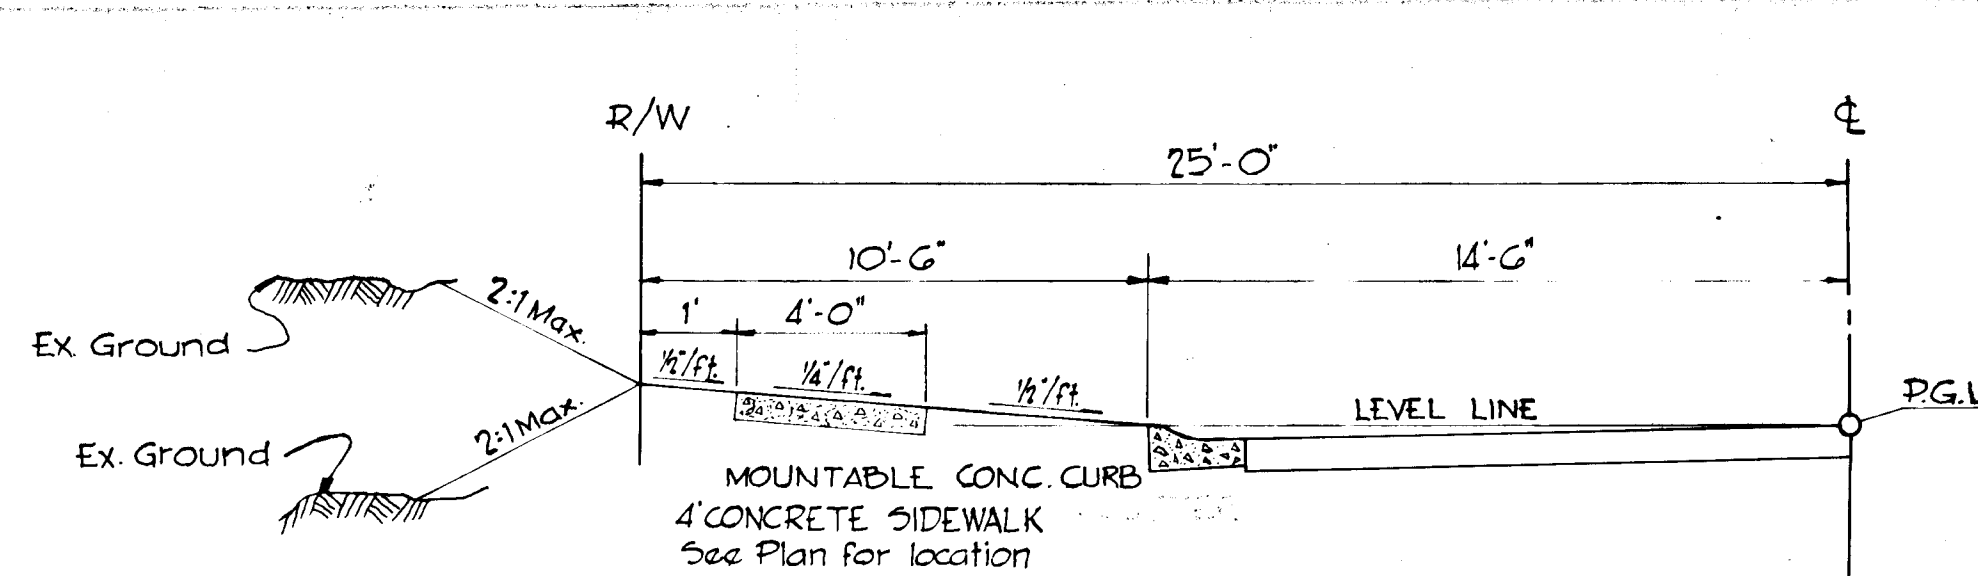 R/W
℄
25'-0"
10'-6"
14'-6"
1'
4'-0"
2:1 Max.
Ex. Ground
1/2"/ft.
1/4"/ft.
1/2"/ft.
LEVEL LINE
P.G.L
2:1 Max.
Ex. Ground
MOUNTABLE CONC. CURB
4' CONCRETE SIDEWALK
See Plan for location